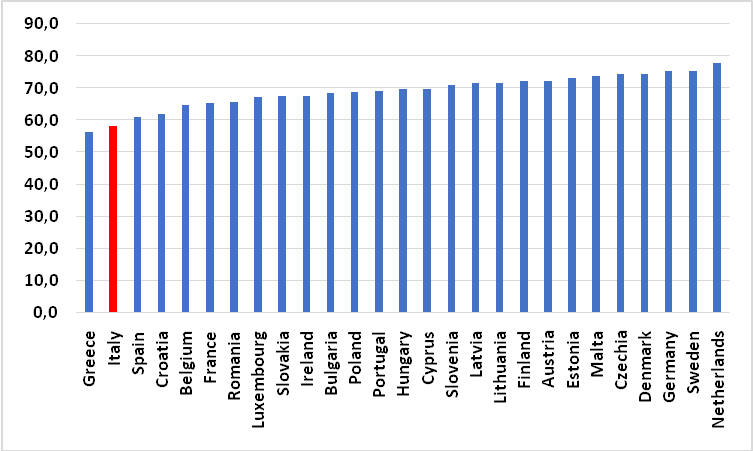 90,0
80,0
70,0
60,0
50,0
40,0
30,0
20,0
10,0
0,0
Greece
Italy
Spain
Croatia
Belgium
France
Romania
Luxembourg
Slovakia
Ireland
Bulgaria
Poland
Portugal
Hungary
Cyprus
Slovenia
Latvia
Lithuania
Finland
Austria
Estonia
Malta
Czechia
Denmark
Germany
Sweden
Netherlands